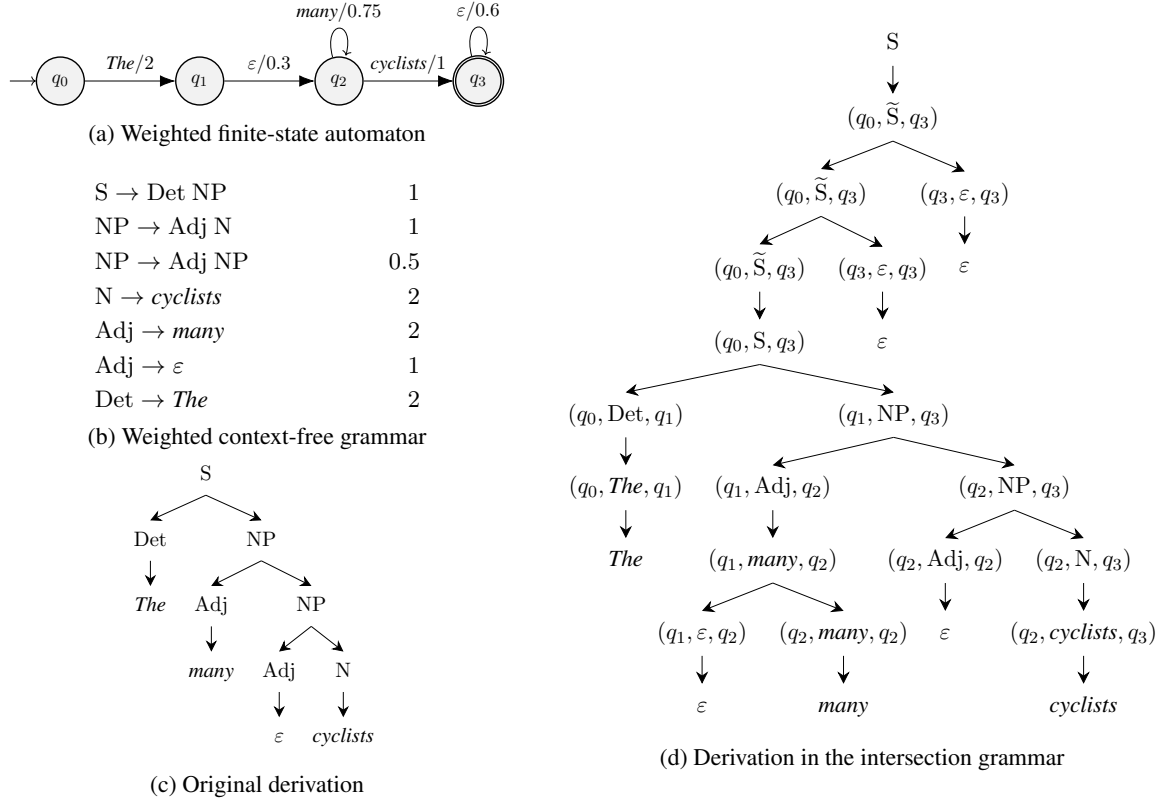 many/0.75 ε/0.6
q₀ The/2 q₁ ε/0.3 q₂ cyclists/1 q₃
(a) Weighted finite-state automaton
S → Det NP 1
NP → Adj N 1
NP → Adj NP 0.5
N → cyclists 2
Adj → many 2
Adj → ε 1
Det → The 2
(b) Weighted context-free grammar
S
Det NP
The Adj NP
many Adj N
ε cyclists
(c) Original derivation
S
(q₀, S̃, q₃)
(q₀, S̃, q₃) (q₃, ε, q₃)
(q₀, S̃, q₃) (q₃, ε, q₃) ε
(q₀, S, q₃) ε
(q₀, Det, q₁) (q₁, NP, q₃)
(q₀, The, q₁) (q₁, Adj, q₂) (q₂, NP, q₃)
The (q₁, many, q₂) (q₂, Adj, q₂) (q₂, N, q₃)
(q₁, ε, q₂) (q₂, many, q₂) ε (q₂, cyclists, q₃)
ε many cyclists
(d) Derivation in the intersection grammar